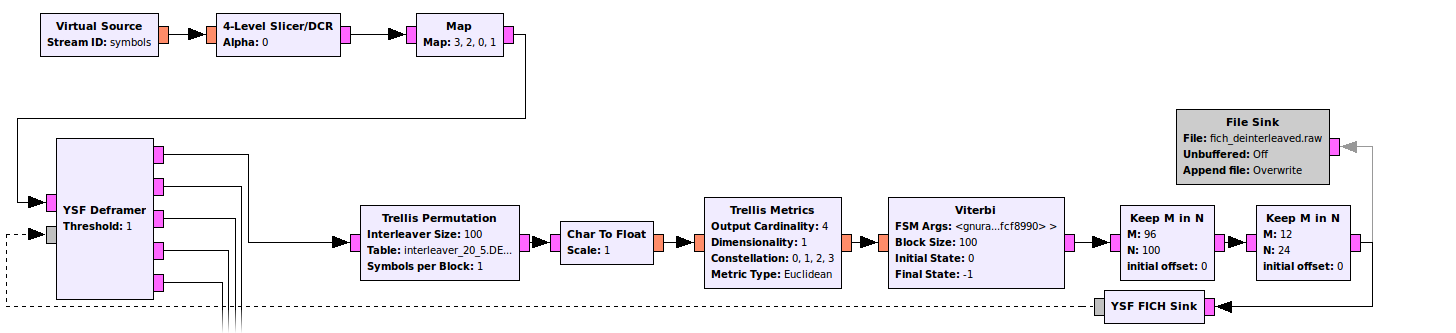 Virtual Source
Stream ID: symbols
4-Level Slicer/DCR
Alpha: 0
Map
Map: 3, 2, 0, 1
File Sink
File: fich_deinterleaved.raw
Unbuffered: Off
Append file: Overwrite
YSF Deframer
Threshold: 1
Trellis Permutation
Interleaver Size: 100
Table: interleaver_20_5.DE...
Symbols per Block: 1
Char To Float
Scale: 1
Trellis Metrics
Output Cardinality: 4
Dimensionality: 1
Constellation: 0, 1, 2, 3
Metric Type: Euclidean
Viterbi
FSM Args: <gnura...fcf8990> >
Block Size: 100
Initial State: 0
Final State: -1
Keep M in N
M: 96
N: 100
initial offset: 0
Keep M in N
M: 12
N: 24
initial offset: 0
YSF FICH Sink